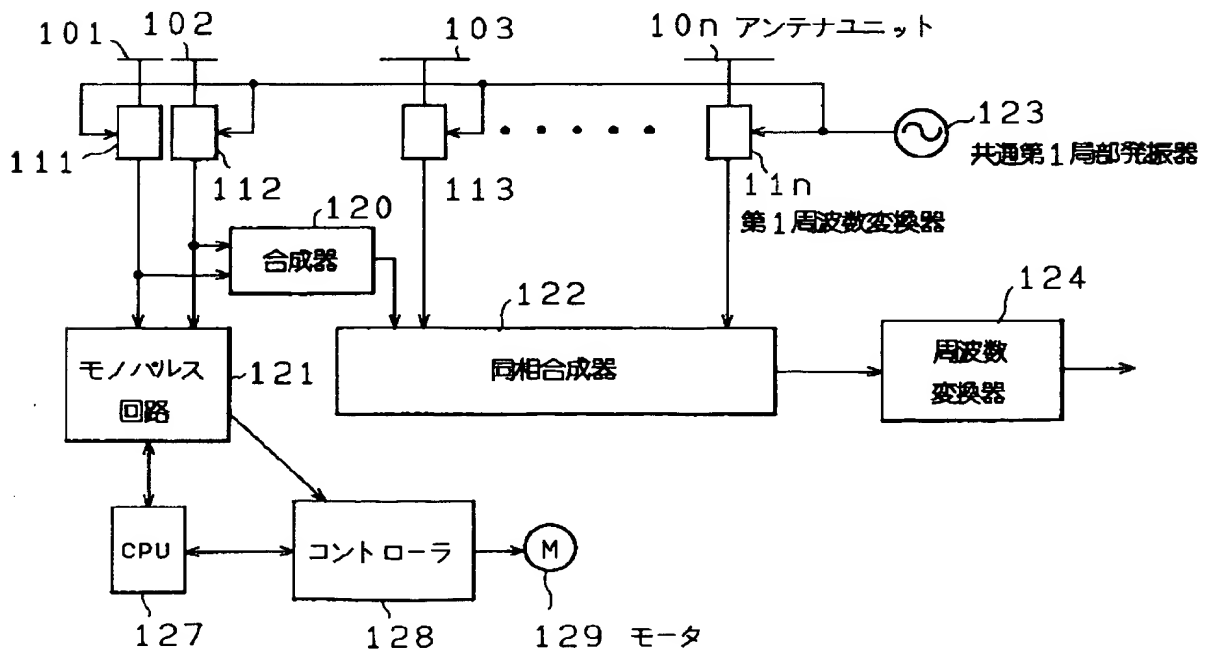 101
102
103
10n アンテナユニット
123
共通第1局部発振器
111
112
113
11n
第1周波数変換器
120
合成器
122
同相合成器
124
周波数
変換器
モノパルス
回路
121
CPU
コントローラ
M
127
128
129 モータ